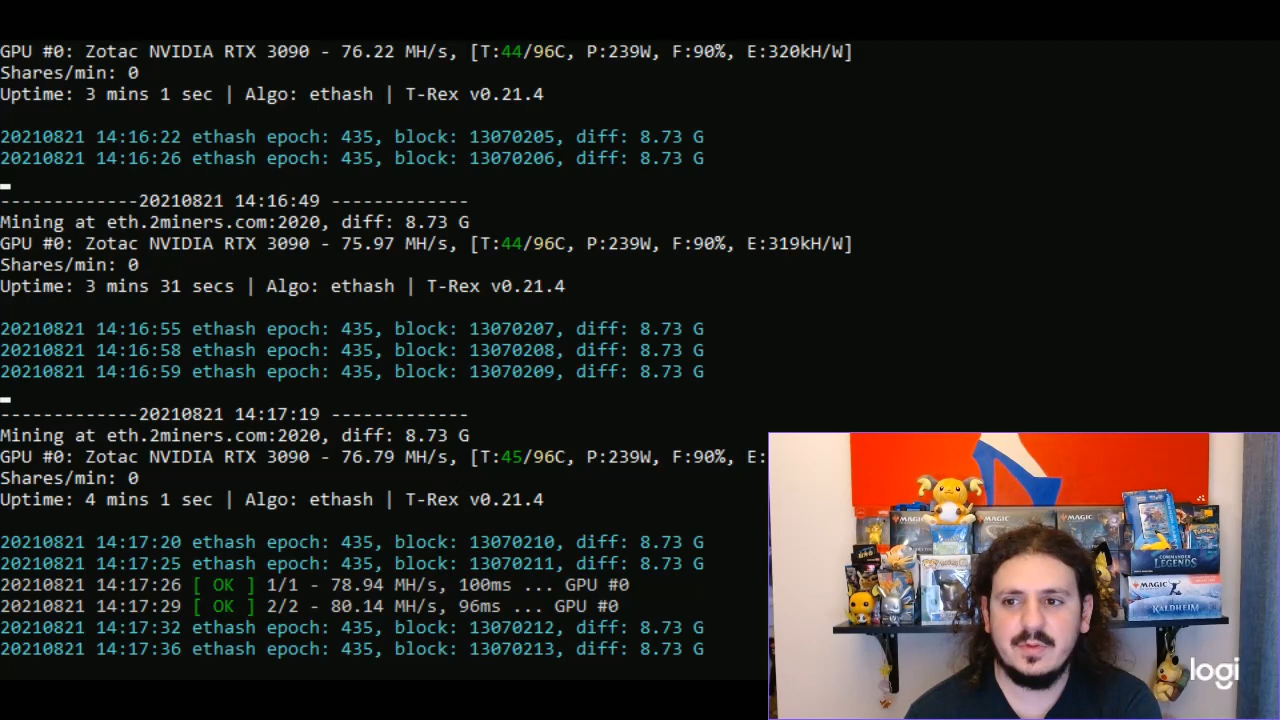 GPU #0: Zotac NVIDIA RTX 3090 - 76.22 MH/s, [T:44/96C, P:239W, F:90%, E:320kH/W]
Shares/min: 0
Uptime: 3 mins 1 sec | Algo: ethash | T-Rex v0.21.4
20210821 14:16:22 ethash epoch: 435, block: 13070205, diff: 8.73 G
20210821 14:16:26 ethash epoch: 435, block: 13070206, diff: 8.73 G
-------------20210821 14:16:49 -------------
Mining at eth.2miners.com:2020, diff: 8.73 G
GPU #0: Zotac NVIDIA RTX 3090 - 75.97 MH/s, [T:44/96C, P:239W, F:90%, E:319kH/W]
Shares/min: 0
Uptime: 3 mins 31 secs | Algo: ethash | T-Rex v0.21.4
20210821 14:16:55 ethash epoch: 435, block: 13070207, diff: 8.73 G
20210821 14:16:58 ethash epoch: 435, block: 13070208, diff: 8.73 G
20210821 14:16:59 ethash epoch: 435, block: 13070209, diff: 8.73 G
-------------20210821 14:17:19 -------------
Mining at eth.2miners.com:2020, diff: 8.73 G
GPU #0: Zotac NVIDIA RTX 3090 - 76.79 MH/s, [T:45/96C, P:239W, F:90%, E:
Shares/min: 0
Uptime: 4 mins 1 sec | Algo: ethash | T-Rex v0.21.4
20210821 14:17:20 ethash epoch: 435, block: 13070210, diff: 8.73 G
20210821 14:17:25 ethash epoch: 435, block: 13070211, diff: 8.73 G
20210821 14:17:26 [ OK ] 1/1 - 78.94 MH/s, 100ms ... GPU #0
20210821 14:17:29 [ OK ] 2/2 - 80.14 MH/s, 96ms ... GPU #0
20210821 14:17:32 ethash epoch: 435, block: 13070212, diff: 8.73 G
20210821 14:17:36 ethash epoch: 435, block: 13070213, diff: 8.73 G
MAGIC
MAGIC
MAGIC
COMMANDER
LEGENDS
MAGIC
KALDHEIM
logi